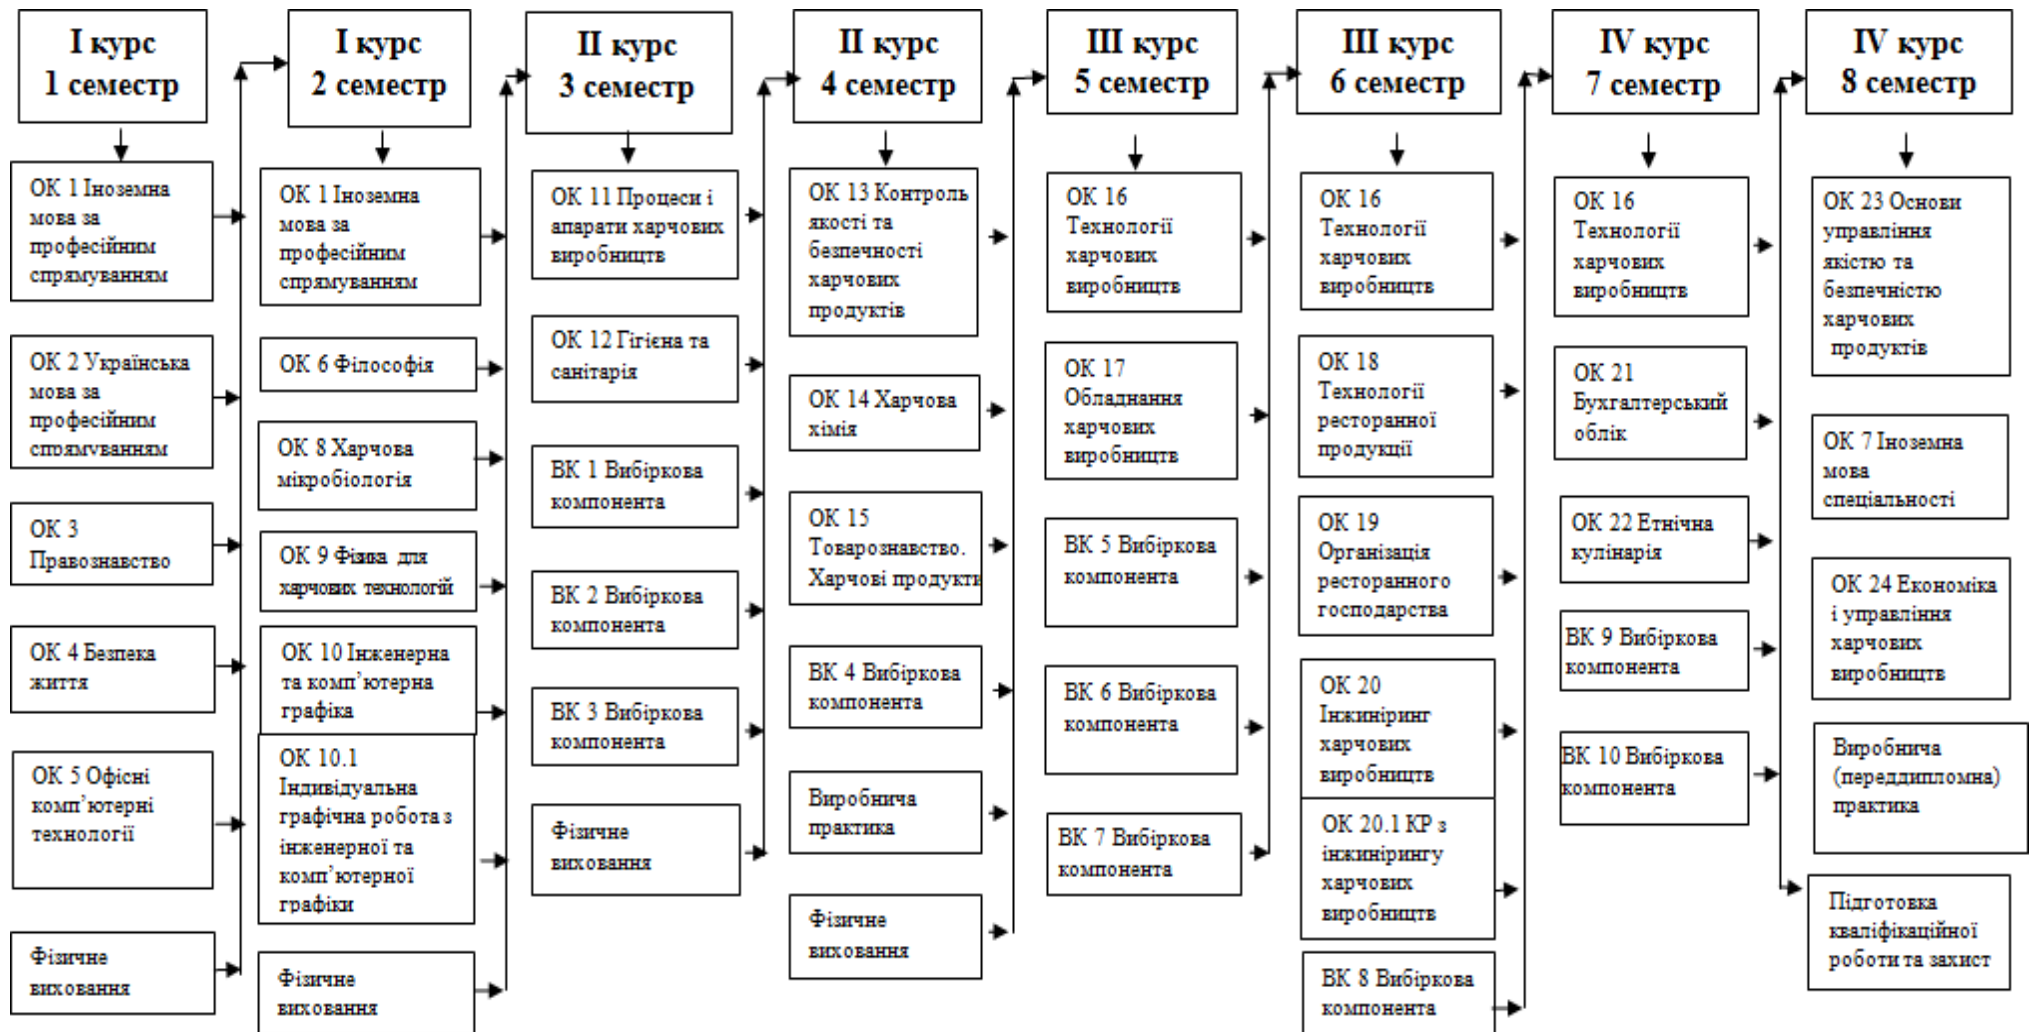 І курс
1 семестр
ОК 1 Іноземна
мова за
професійним
спрямуванням
ОК 2 Українська
мова за
професійним
спрямуванням
ОК 3
Правознавство
ОК 4 Безпека
життя
ОК 5 Офісні
комп’ютерні
технології
Фізичне
виховання
І курс
2 семестр
ОК 1 Іноземна
мова за
професійним
спрямуванням
ОК 6 Філософія
ОК 8 Харчова
мікробіологія
ОК 9 Фізика для
харчових технологій
ОК 10 Інженерна
та комп’ютерна
графіка
ОК 10.1
Індивідуальна
графічна робота з
інженерної та
комп’ютерної
графіки
Фізичне
виховання
ІІ курс
3 семестр
ОК 11 Процеси і
апарати харчових
виробництв
ОК 12 Гігієна та
санітарія
ВК 1 Вибіркова
компонента
ВК 2 Вибіркова
компонента
ВК 3 Вибіркова
компонента
Фізичне
виховання
ІІ курс
4 семестр
ОК 13 Контроль
якості та
безпечності
харчових
продуктів
ОК 14 Харчова
хімія
ОК 15
Товарознавство.
Харчові продукти
ВК 4 Вибіркова
компонента
Виробнича
практика
Фізичне
виховання
ІІІ курс
5 семестр
ОК 16
Технології
харчових
виробництв
ОК 17
Обладнання
харчових
виробництв
ВК 5 Вибіркова
компонента
ВК 6 Вибіркова
компонента
ВК 7 Вибіркова
компонента
ІІІ курс
6 семестр
ОК 16
Технології
харчових
виробництв
ОК 18
Технології
ресторанної
продукції
ОК 19
Організація
ресторанного
господарства
ОК 20
Інжиніринг
харчових
виробництв
ОК 20.1 КР з
інжинірингу
харчових
виробництв
ВК 8 Вибіркова
компонента
IV курс
7 семестр
ОК 16
Технології
харчових
виробництв
ОК 21
Бухгалтерський
облік
ОК 22 Етнічна
кулінарія
ВК 9 Вибіркова
компонента
ВК 10 Вибіркова
компонента
IV курс
8 семестр
ОК 23 Основи
управління
якістю та
безпечністю
харчових
продуктів
ОК 7 Іноземна
мова
спеціальності
ОК 24 Економіка
і управління
харчових
виробництв
Виробнича
(переддипломна)
практика
Підготовка
кваліфікаційної
роботи та захист